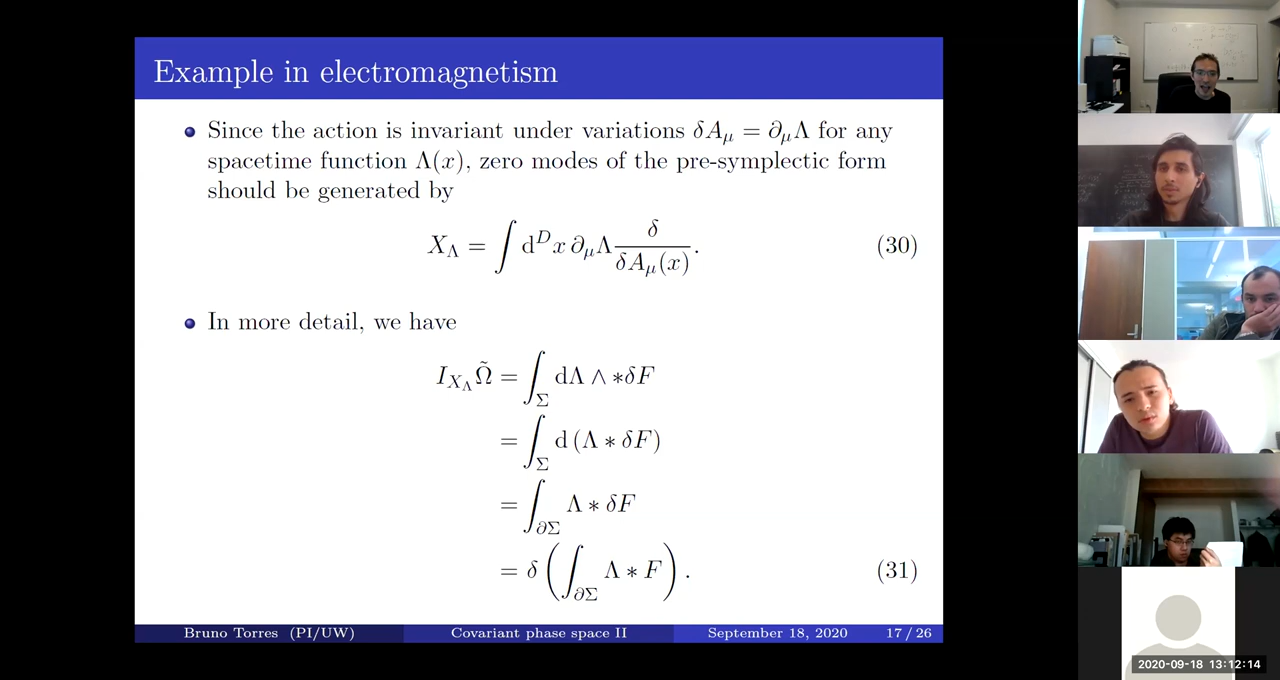 Example in electromagnetism
Since the action is invariant under variations δA_μ = ∂_μΛ for any
spacetime function Λ(x), zero modes of the pre-symplectic form
should be generated by
X_Λ = ∫ d^D x ∂_μΛ δ/δA_μ(x). (30)
In more detail, we have
I_{X_Λ} Ω̃ = ∫_Σ dΛ ∧ ∗δF
= ∫_Σ d (Λ ∗ δF)
= ∫_{∂Σ} Λ ∗ δF
= δ (∫_{∂Σ} Λ ∗ F). (31)
Bruno Torres (PI/UW) Covariant phase space II September 18, 2020 17 / 26
2020-09-18 13:12:14